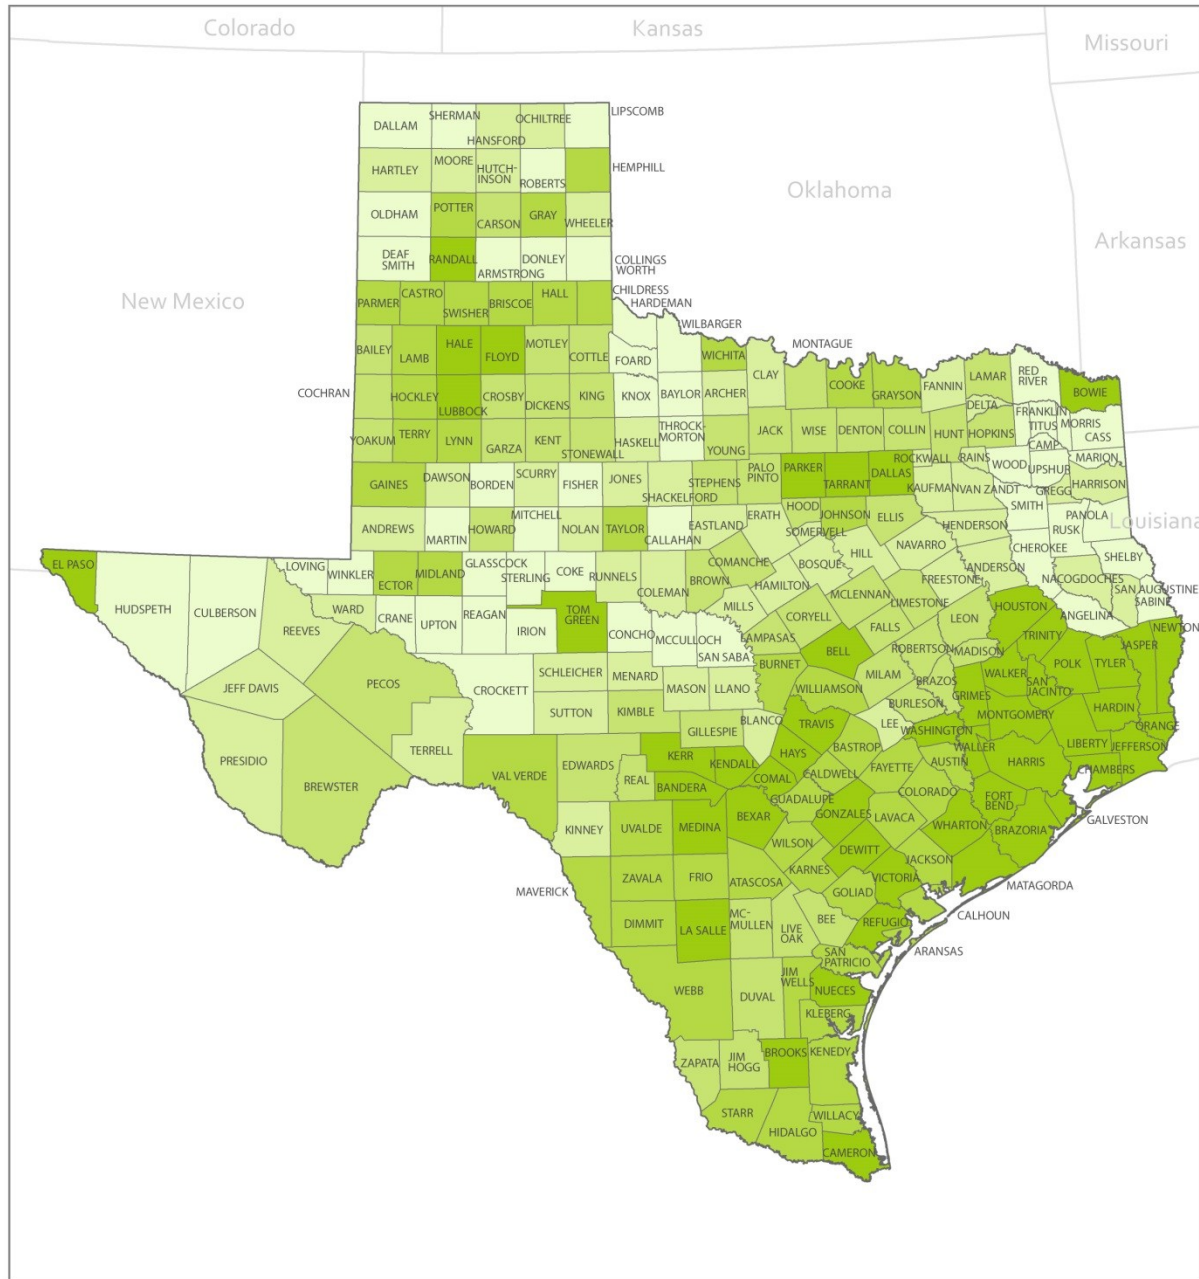 Colorado
Kansas
Missouri
LIPSCOMB
SHERMAN
OCHILTREE
DALLAM
HANSFORD
HARTLEY
MOORE
HUTCH-
INSON
ROBERTS
HEMPHILL
Oklahoma
OLDHAM
POTTER
CARSON
GRAY
WHEELER
Arkansas
DEAF
SMITH
RANDALL
ARMSTRONG
DONLEY
COLLINGS
WORTH
New Mexico
PARMER
CASTRO
SWISHER
BRISCOE
HALL
CHILDRESS
HARDEMAN
WILBARGER
BAILEY
LAMB
HALE
FLOYD
MOTLEY
COTTLE
FOARD
WICHITA
CLAY
MONTAGUE
COOKE
GRAYSON
FANNIN
LAMAR
RED
RIVER
BOWIE
COCHRAN
HOCKLEY
LUBBOCK
CROSBY
DICKENS
KING
KNOX
BAYLOR
ARCHER
DELTA
FRANKLIN
TITUS
MORRIS
CASS
CAMP
YOAKUM
TERRY
LYNN
GARZA
KENT
STONEWALL
HASKELL
THROCK-
MORTON
YOUNG
JACK
WISE
DENTON
COLLIN
HUNT
HOPKINS
ROCKWALL
RAINS
WOOD
UPSHUR
MARION
GAINES
DAWSON
BORDEN
SCURRY
FISHER
JONES
SHACKELFORD
STEPHENS
PALO
PINTO
PARKER
TARRANT
DALLAS
KAUFMAN
VAN ZANDT
GREGG
HARRISON
SMITH
PANOLA
RUSK
Louisiana
ANDREWS
MARTIN
HOWARD
MITCHELL
NOLAN
TAYLOR
CALLAHAN
EASTLAND
ERATH
HOOD
SOMERVELL
JOHNSON
ELLIS
HENDERSON
NAVARRO
HILL
BOSQUE
CHEROKEE
SHELBY
EL PASO
HUDSPETH
CULBERSON
LOVING
WINKLER
ECTOR
MIDLAND
GLASSCOCK
STERLING
COKE
RUNNELS
COLEMAN
BROWN
COMANCHE
HAMILTON
MILLS
MCLENNAN
LIMESTONE
FREESTONE
ANDERSON
NACOGDOCHES
SAN AUGUSTINE
SABINE
ANGELINA
REEVES
WARD
CRANE
UPTON
REAGAN
IRION
TOM
GREEN
CONCHO
MCCULLOCH
SAN SABA
LAMPASAS
CORYELL
BELL
FALLS
ROBERTSON
LEON
MADISON
HOUSTON
TRINITY
POLK
TYLER
JASPER
NEWTON
JEFF DAVIS
PECOS
CROCKETT
SCHLEICHER
MENARD
MASON
LLANO
BURNET
WILLIAMSON
MILAM
BRAZOS
GRIMES
WALKER
SAN
JACINTO
HARDIN
PRESIDIO
BREWSTER
TERRELL
SUTTON
KIMBLE
GILLESPIE
BLANCO
TRAVIS
LEE
BURLESON
WASHINGTON
MONTGOMERY
LIBERTY
ORANGE
JEFFERSON
CHAMBERS
VAL VERDE
EDWARDS
REAL
KERR
KENDALL
BANDERA
COMAL
HAYS
CALDWELL
BASTROP
FAYETTE
AUSTIN
WALLER
HARRIS
FORT
BEND
GALVESTON
BRAZORIA
KINNEY
UVALDE
MEDINA
BEXAR
GUADALUPE
GONZALES
LAVACA
COLORADO
WHARTON
MATAGORDA
MAVERICK
ZAVALA
FRIO
ATASCOSA
WILSON
KARNES
DEWITT
JACKSON
VICTORIA
GOLIAD
CALHOUN
DIMMIT
LA SALLE
MC-
MULLEN
LIVE
OAK
BEE
REFUGIO
ARANSAS
SAN
PATRICIO
WEBB
DUVAL
JIM
WELLS
NUECES
KLEBERG
ZAPATA
JIM
HOGG
BROOKS
KENEDY
STARR
HIDALGO
WILLACY
CAMERON